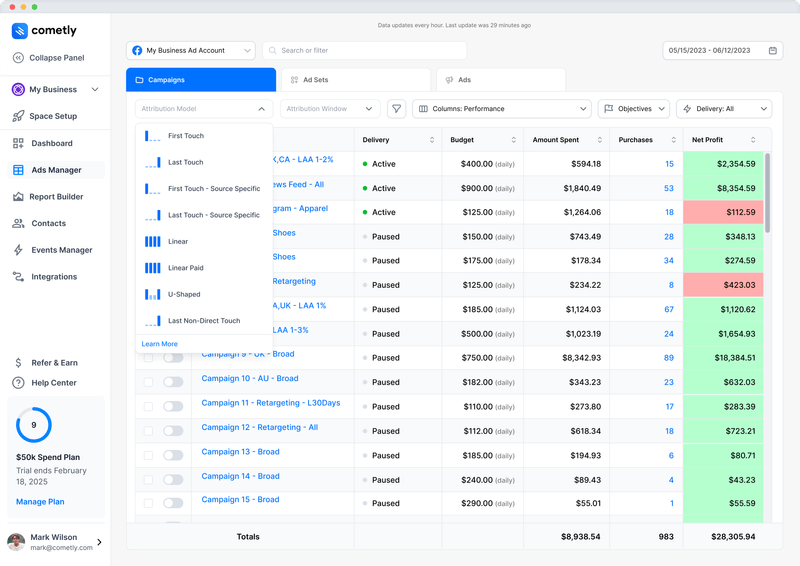 Data updates every hour. Last update was 29 minutes ago
cometly
Collapse Panel
My Business
Space Setup
Dashboard
Ads Manager
Report Builder
Contacts
Events Manager
Integrations
Refer & Earn
Help Center
9
$50k Spend Plan
Trial ends February
18, 2025
Manage Plan
Mark Wilson
mark@cometly.com
My Business Ad Account
Search or filter
05/15/2023 - 06/12/2023
Campaigns
Ad Sets
Ads
Attribution Model
Attribution Window
Columns: Performance
Objectives
Delivery: All
First Touch
Last Touch
First Touch - Source Specific
Last Touch - Source Specific
Linear
Linear Paid
U-Shaped
Last Non-Direct Touch
Learn More
Delivery Budget Amount Spent Purchases Net Profit
K,CA - LAA 1-2% Active $400.00 (daily) $594.18 15 $2,354.59
ews Feed - All Active $900.00 (daily) $1,840.49 53 $8,354.59
gram - Apparel Active $125.00 (daily) $1,264.06 18 $112.59
Shoes Paused $150.00 (daily) $743.49 28 $348.13
Shoes Paused $175.00 (daily) $178.34 34 $274.59
Retargeting Paused $125.00 (daily) $234.22 8 $423.03
A,UK - LAA 1% Paused $185.00 (daily) $1,124.03 67 $1,120.62
LAA 1-3% Paused $500.00 (daily) $1,023.19 24 $1,654.93
Campaign 9 - UK - Broad Paused $750.00 (daily) $8,342.93 89 $18,384.51
Campaign 10 - AU - Broad Paused $182.00 (daily) $343.23 23 $632.03
Campaign 11 - Retargeting - L30Days Paused $110.00 (daily) $273.80 17 $283.39
Campaign 12 - Retargeting - All Paused $112.00 (daily) $618.34 18 $723.21
Campaign 13 - Broad Paused $185.00 (daily) $194.93 6 $80.71
Campaign 14 - Broad Paused $240.00 (daily) $89.43 4 $43.23
Campaign 15 - Broad Paused $290.00 (daily) $55.01 1 $55.59
Totals $8,938.54 983 $28,305.94